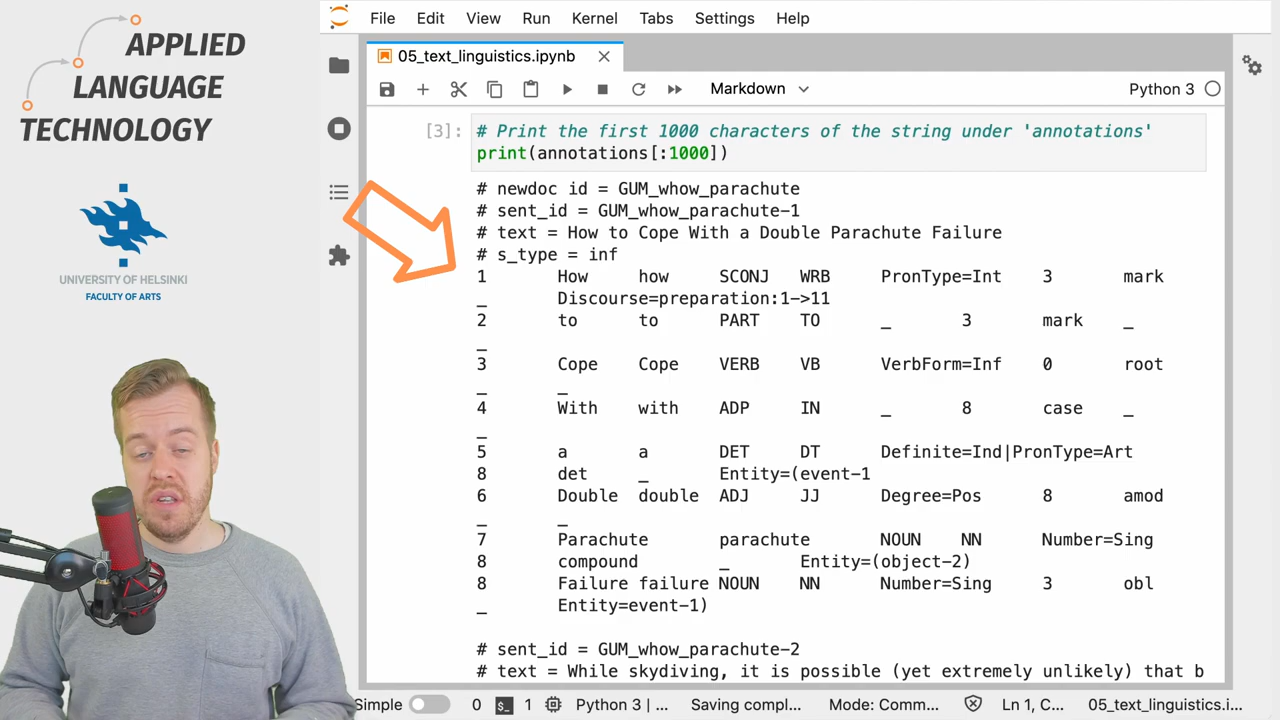 APPLIED
LANGUAGE
TECHNOLOGY
UNIVERSITY OF HELSINKI
FACULTY OF ARTS
File Edit View Run Kernel Tabs Settings Help
05_text_linguistics.ipynb
Markdown
Python 3
[3]:
# Print the first 1000 characters of the string under 'annotations'
print(annotations[:1000])
# newdoc id = GUM_whow_parachute
# sent_id = GUM_whow_parachute-1
# text = How to Cope With a Double Parachute Failure
# s_type = inf
1 How how SCONJ WRB PronType=Int 3 mark
_ Discourse=preparation:1->11
2 to to PART TO _ 3 mark _
_
3 Cope Cope VERB VB VerbForm=Inf 0 root
_ _
4 With with ADP IN _ 8 case _
_
5 a a DET DT Definite=Ind|PronType=Art
8 det _ Entity=(event-1
6 Double double ADJ JJ Degree=Pos 8 amod
_ _
7 Parachute parachute NOUN NN Number=Sing
8 compound _ Entity=(object-2)
8 Failure failure NOUN NN Number=Sing 3 obl
_ Entity=event-1)
# sent_id = GUM_whow_parachute-2
# text = While skydiving, it is possible (yet extremely unlikely) that b
Simple 0 1 Python 3 | ... Saving compl... Mode: Comm... Ln 1, C... 05_text_linguistics.i...